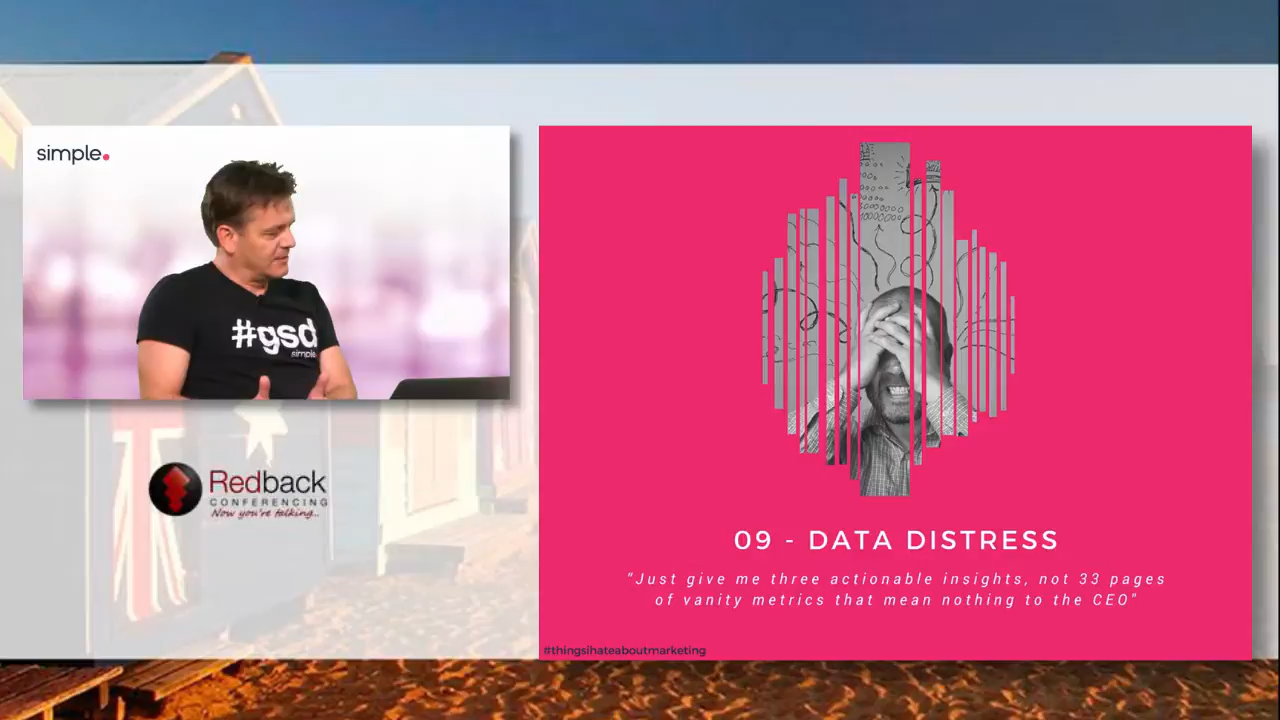 simple.
#gsd
simple.
Redback
CONFERENCING
Now you're talking...
09 - DATA DISTRESS
"Just give me three actionable insights, not 33 pages
of vanity metrics that mean nothing to the CEO"
#thingsihateaboutmarketing